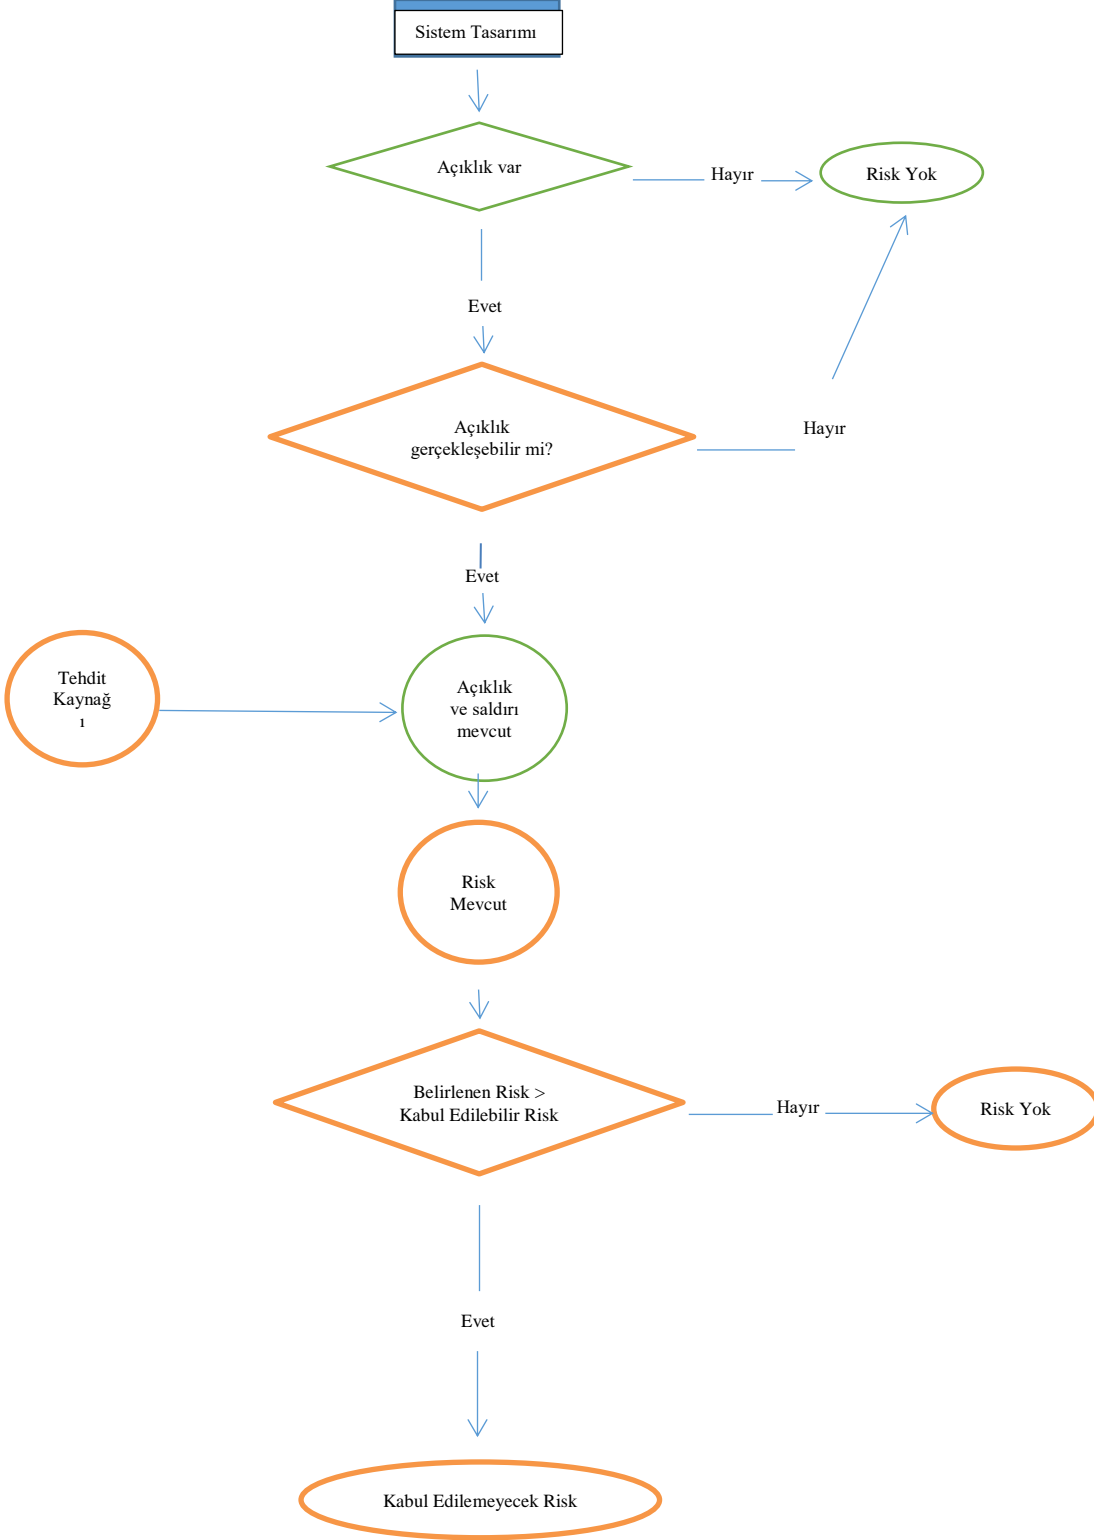 Sistem Tasarımı
Açıklık var
Hayır
Risk Yok
Evet
Açıklık
gerçekleşebilir mi?
Hayır
Evet
Tehdit
Kaynağ
ı
Açıklık
ve saldırı
mevcut
Risk
Mevcut
Belirlenen Risk >
Kabul Edilebilir Risk
Hayır
Risk Yok
Evet
Kabul Edilemeyecek Risk